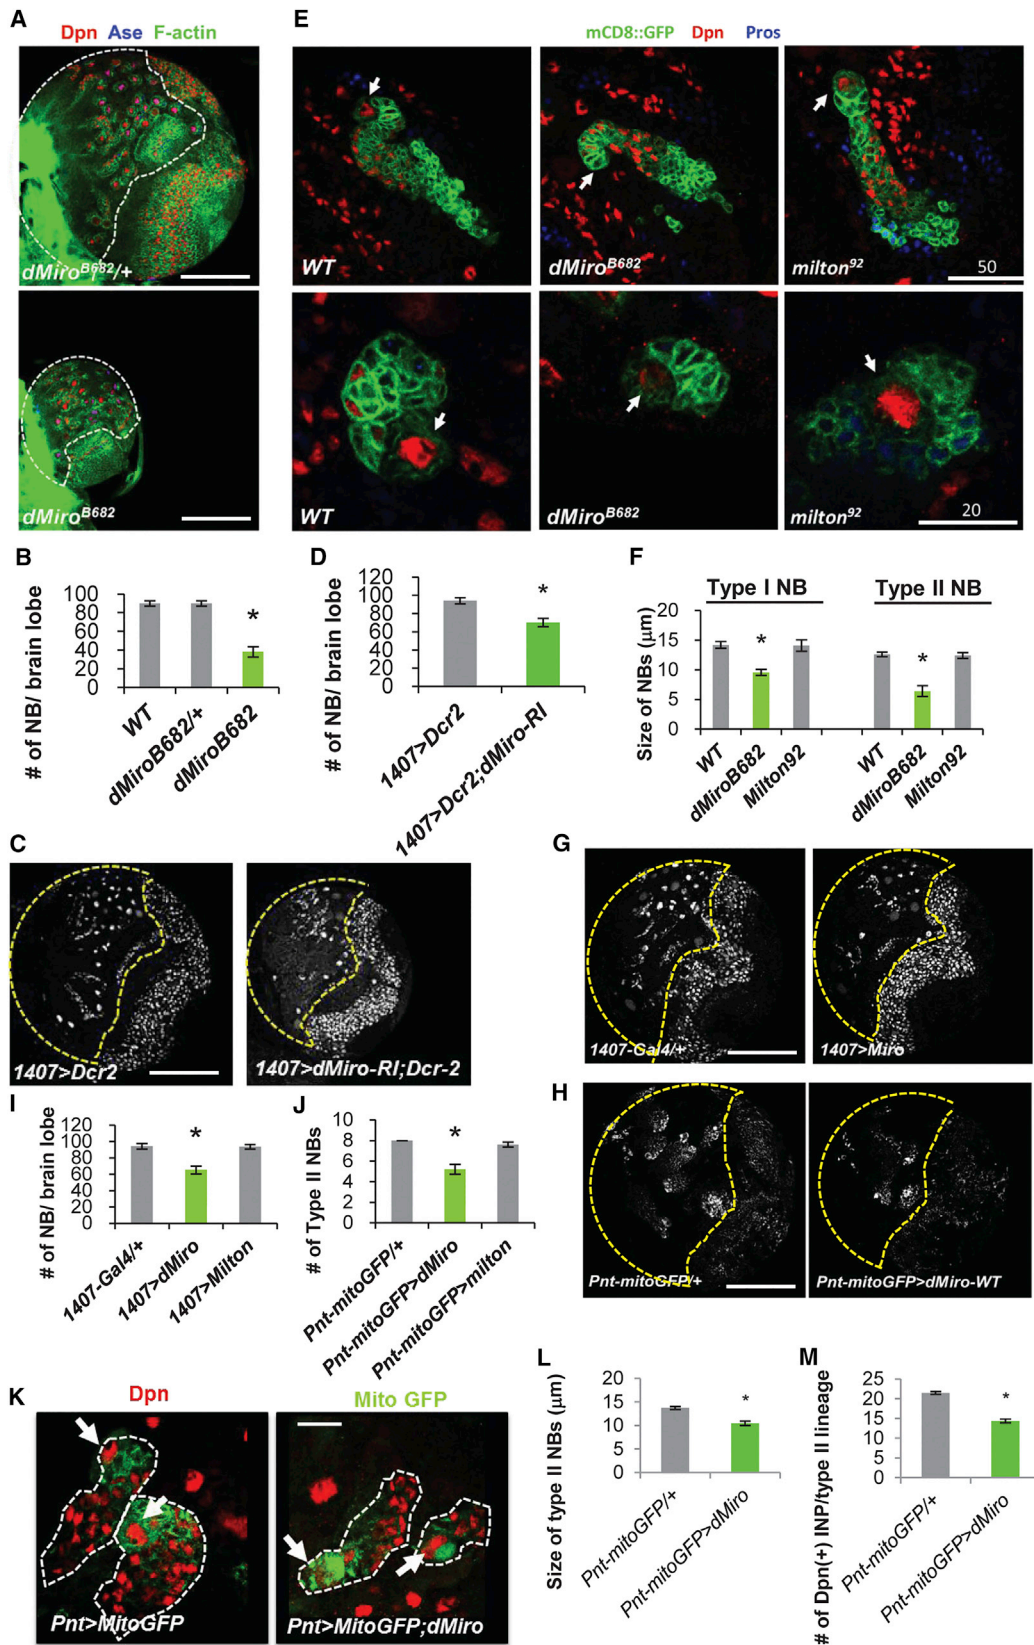 A
Dpn Ase F-actin
dMiroB682/+
dMiroB682
E
mCD8::GFP Dpn Pros
WT
dMiroB682
milton92
50
WT
dMiroB682
milton92
20
B
# of NB/ brain lobe
100
80
60
40
20
0
*
WT
dMiroB682/+
dMiroB682
D
# of NB/ brain lobe
120
100
80
60
40
20
0
*
1407>Dcr2
1407>Dcr2;dMiro-RI
F
Type I NB
Type II NB
Size of NBs (μm)
20
15
10
5
0
*
*
WT
dMiroB682
Milton92
WT
dMiroB682
Milton92
C
1407>Dcr2
1407>dMiro-RI;Dcr-2
G
1407-Gal4/+
1407>Miro
H
Pnt-mitoGFP/+
Pnt-mitoGFP>dMiro-WT
I
# of NB/ brain lobe
120
100
80
60
40
20
0
*
1407-Gal4/+
1407>dMiro
1407>Milton
J
# of Type II NBs
10
8
6
4
2
0
*
Pnt-mitoGFP/+
Pnt-mitoGFP>dMiro
Pnt-mitoGFP>milton
K
Dpn
Mito GFP
Pnt>MitoGFP
Pnt>MitoGFP;dMiro
L
Size of type II NBs (μm)
20
15
10
5
0
*
Pnt-mitoGFP/+
Pnt-mitoGFP>dMiro
M
# of Dpn(+) INP/type II lineage
25
20
15
10
5
0
*
Pnt-mitoGFP/+
Pnt-mitoGFP>dMiro